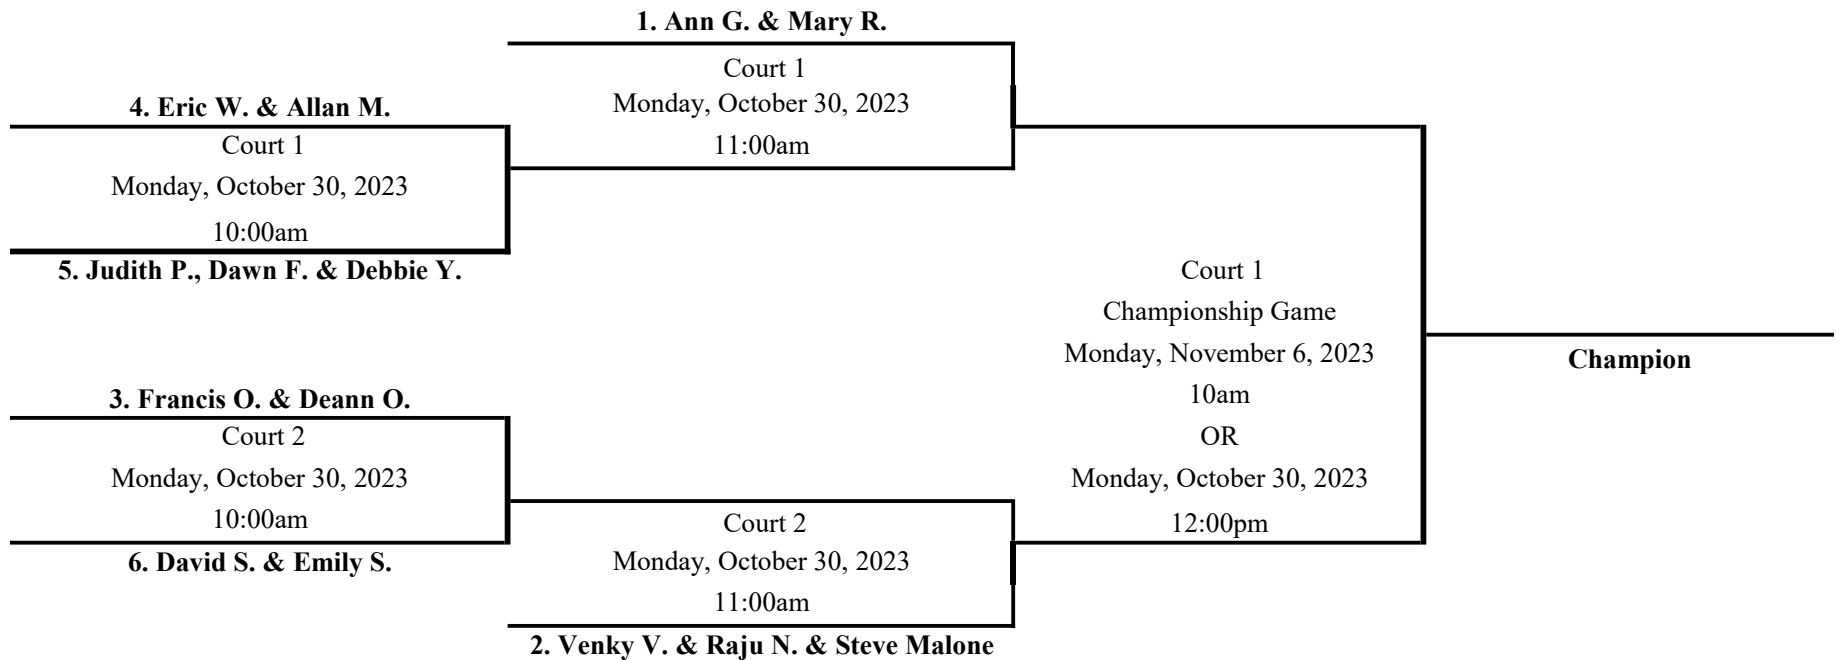 1. Ann G. & Mary R.
Court 1
Monday, October 30, 2023
11:00am
4. Eric W. & Allan M.
Court 1
Monday, October 30, 2023
10:00am
5. Judith P., Dawn F. & Debbie Y.
Court 1
Championship Game
Monday, November 6, 2023
10am
OR
Monday, October 30, 2023
12:00pm
Champion
3. Francis O. & Deann O.
Court 2
Monday, October 30, 2023
10:00am
6. David S. & Emily S.
Court 2
Monday, October 30, 2023
11:00am
2. Venky V. & Raju N. & Steve Malone